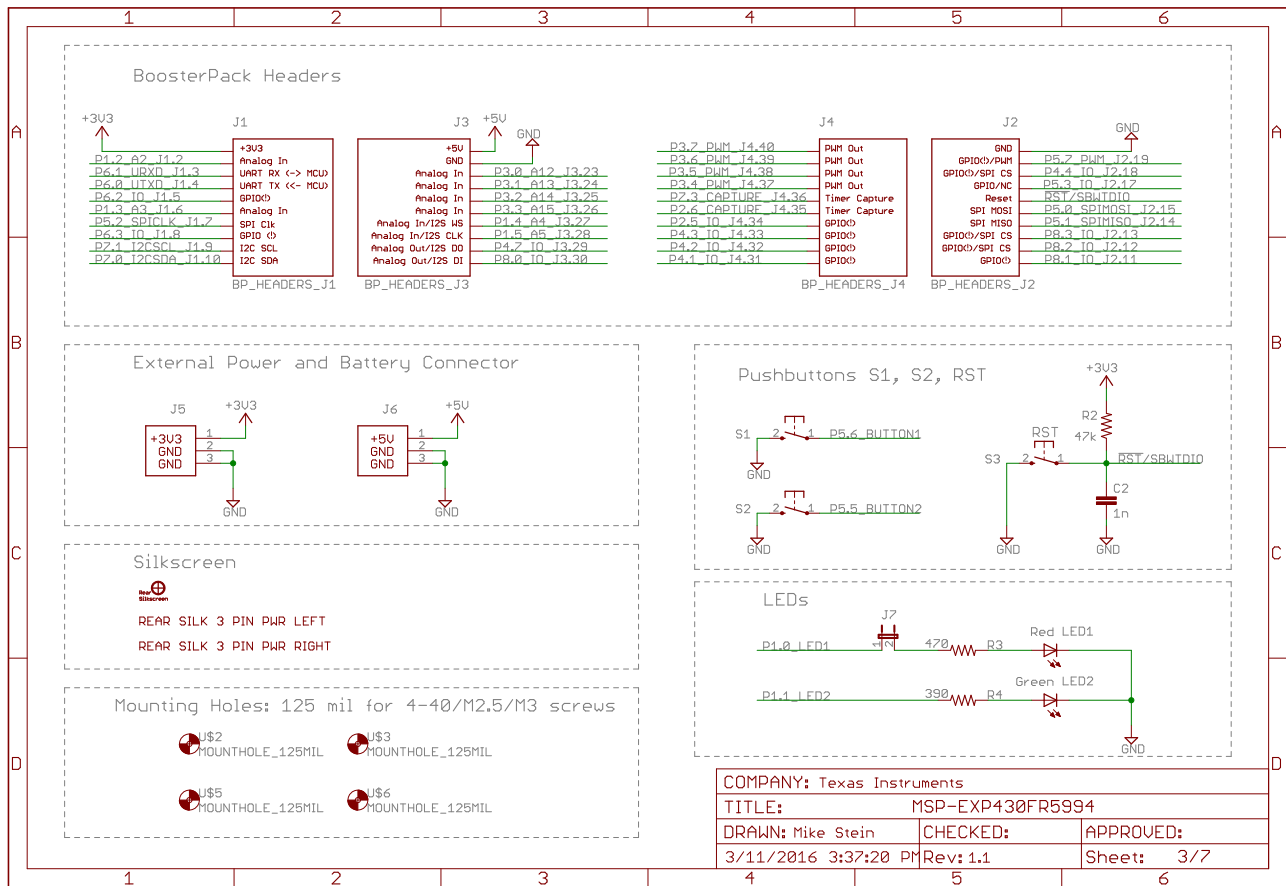 1 2 3 4 5 6
A A
B B
C C
D D
BoosterPack Headers
+3V3
J1
P1.2_A2_J1.2
P6.1_URXD_J1.3
P6.0_UTXD_J1.4
P6.2_IO_J1.5
P1.3_A3_J1.6
P5.2_SPICLK_J1.7
P6.3_IO_J1.8
P7.1_I2CSCL_J1.9
P7.0_I2CSDA_J1.10
+3V3
Analog In
UART RX (-> MCU)
UART TX (<- MCU)
GPIO(!)
Analog In
SPI Clk
GPIO (!)
I2C SCL
I2C SDA
BP_HEADERS_J1
J3
+5V
GND
+5V
GND
Analog In
Analog In
Analog In
Analog In
Analog In/I2S WS
Analog In/I2S CLK
Analog Out/I2S DO
Analog Out/I2S DI
P3.0_A12_J3.23
P3.1_A13_J3.24
P3.2_A14_J3.25
P3.3_A15_J3.26
P1.4_A4_J3.27
P1.5_A5_J3.28
P4.7_IO_J3.29
P8.0_IO_J3.30
BP_HEADERS_J3
J4
P3.7_PWM_J4.40
P3.6_PWM_J4.39
P3.5_PWM_J4.38
P3.4_PWM_J4.37
P7.3_CAPTURE_J4.36
P2.6_CAPTURE_J4.35
P2.5_IO_J4.34
P4.3_IO_J4.33
P4.2_IO_J4.32
P4.1_IO_J4.31
PWM Out
PWM Out
PWM Out
PWM Out
Timer Capture
Timer Capture
GPIO(!)
GPIO(!)
GPIO(!)
GPIO(!)
BP_HEADERS_J4
J2
GND
GND
GPIO(!)/PWM
GPIO(!)/SPI CS
GPIO/NC
Reset
SPI MOSI
SPI MISO
GPIO(!)/SPI CS
GPIO(!)/SPI CS
GPIO(!)
P5.7_PWM_J2.19
P4.4_IO_J2.18
P5.3_IO_J2.17
RST/SBWTDIO
P5.0_SPIMOSI_J2.15
P5.1_SPIMISO_J2.14
P8.3_IO_J2.13
P8.2_IO_J2.12
P8.1_IO_J2.11
BP_HEADERS_J2
External Power and Battery Connector
J5
+3V3
+3V3 1
GND 2
GND 3
GND
J6
+5V
+5V 1
GND 2
GND 3
GND
Pushbuttons S1, S2, RST
S1 2 1 P5.6_BUTTON1
GND
S2 2 1 P5.5_BUTTON2
GND
+3V3
R2
47k
RST
S3 2 1 RST/SBWTDIO
C2
1n
GND GND
Silkscreen
Rear
Silkscreen
REAR SILK 3 PIN PWR LEFT
REAR SILK 3 PIN PWR RIGHT
LEDs
J7
P1.0_LED1 1 2 470 R3 Red LED1
P1.1_LED2 390 R4 Green LED2
GND
Mounting Holes: 125 mil for 4-40/M2.5/M3 screws
U$2
MOUNTHOLE_125MIL
U$3
MOUNTHOLE_125MIL
U$5
MOUNTHOLE_125MIL
U$6
MOUNTHOLE_125MIL
COMPANY: Texas Instruments
TITLE: MSP-EXP430FR5994
DRAWN: Mike Stein CHECKED: APPROVED:
3/11/2016 3:37:20 PM Rev: 1.1 Sheet: 3/7
1 2 3 4 5 6